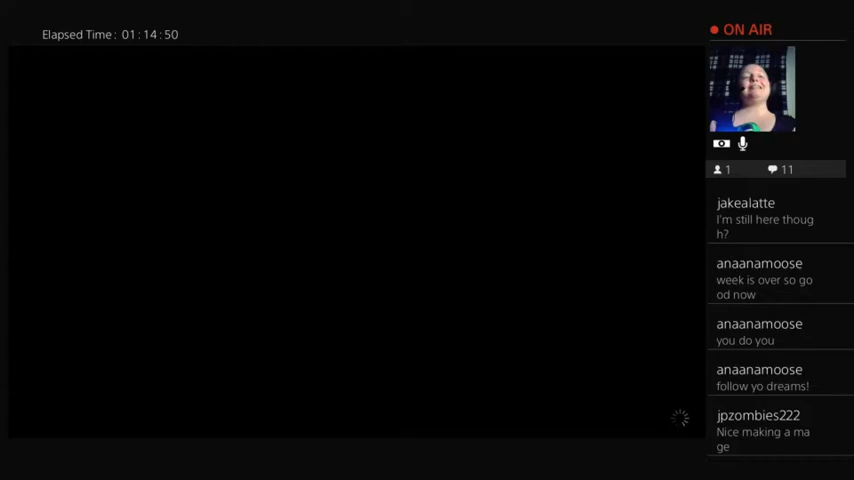 Elapsed Time: 01:14:50
ON AIR
1 11
jakealatte
I'm still here thoug
h?
anaanamoose
week is over so go
od now
anaanamoose
you do you
anaanamoose
follow yo dreams!
jpzombies222
Nice making a ma
ge